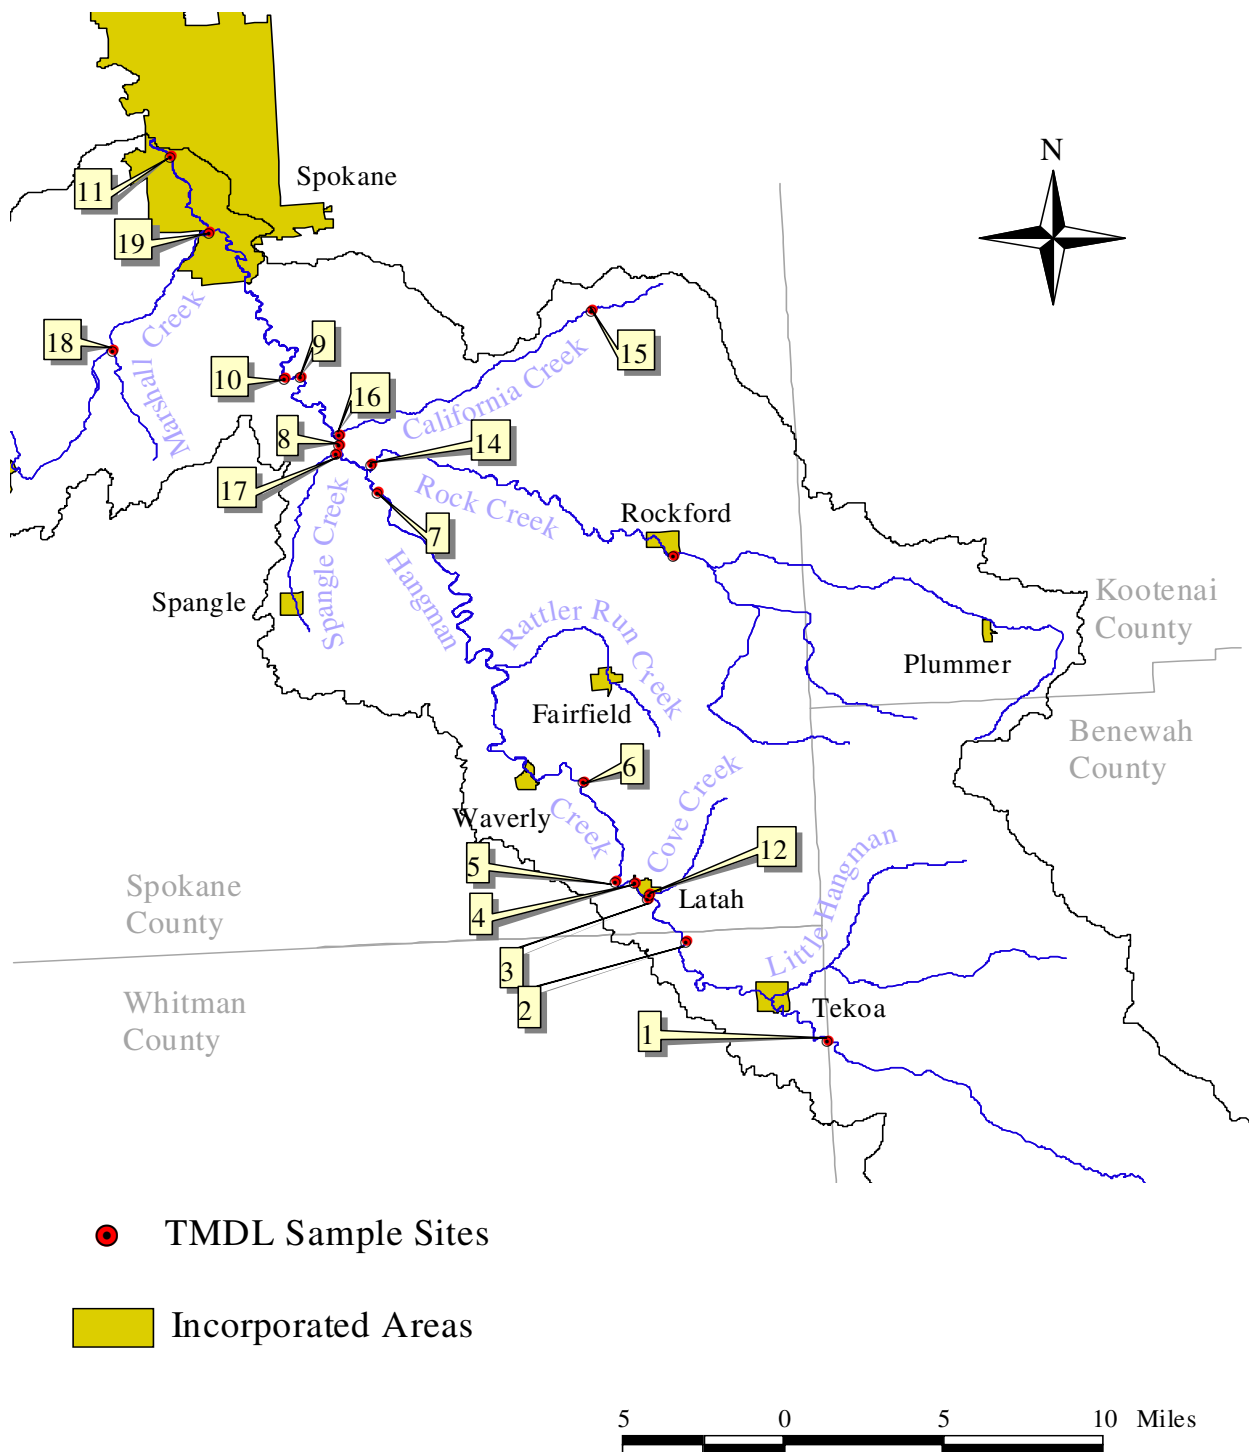 N
Spokane
11
19
Marshall Creek
18
9
10
16
15
California Creek
8
14
17
Rock Creek
7
Rockford
Spangle Creek
Hangman
Spangle
Rattler Run Creek
Kootenai
County
Plummer
Fairfield
Benewah
County
6
Waverly
Creek
Cove Creek
12
5
Latah
4
Little Hangman
Spokane
County
3
2
Whitman
County
Tekoa
1
TMDL Sample Sites
Incorporated Areas
5 0 5 10 Miles